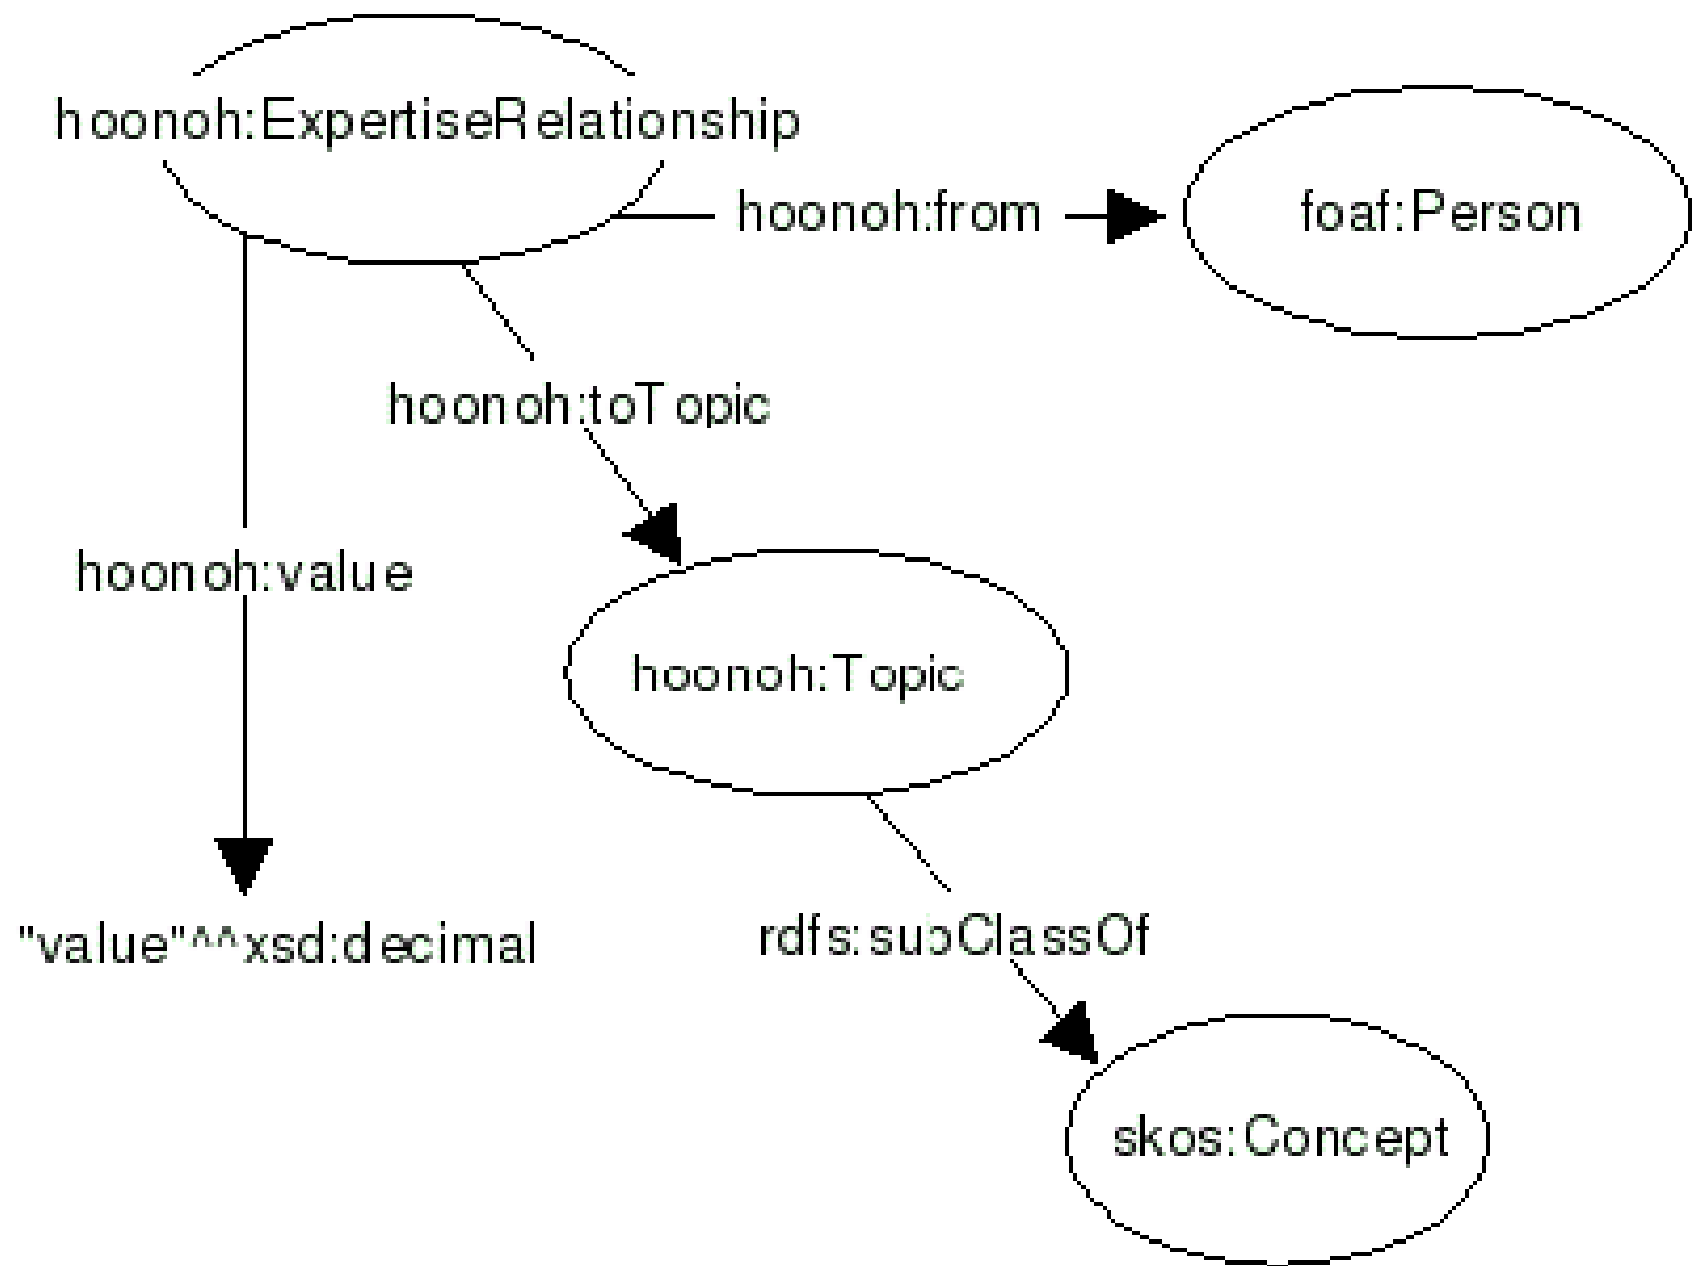 hoonoh:ExpertiseRelationship
hoonoh:from
foaf:Person
hoonoh:toTopic
hoonoh:value
hoonoh:Topic
"value"^^xsd:decimal
rdfs:subClassOf
skos:Concept